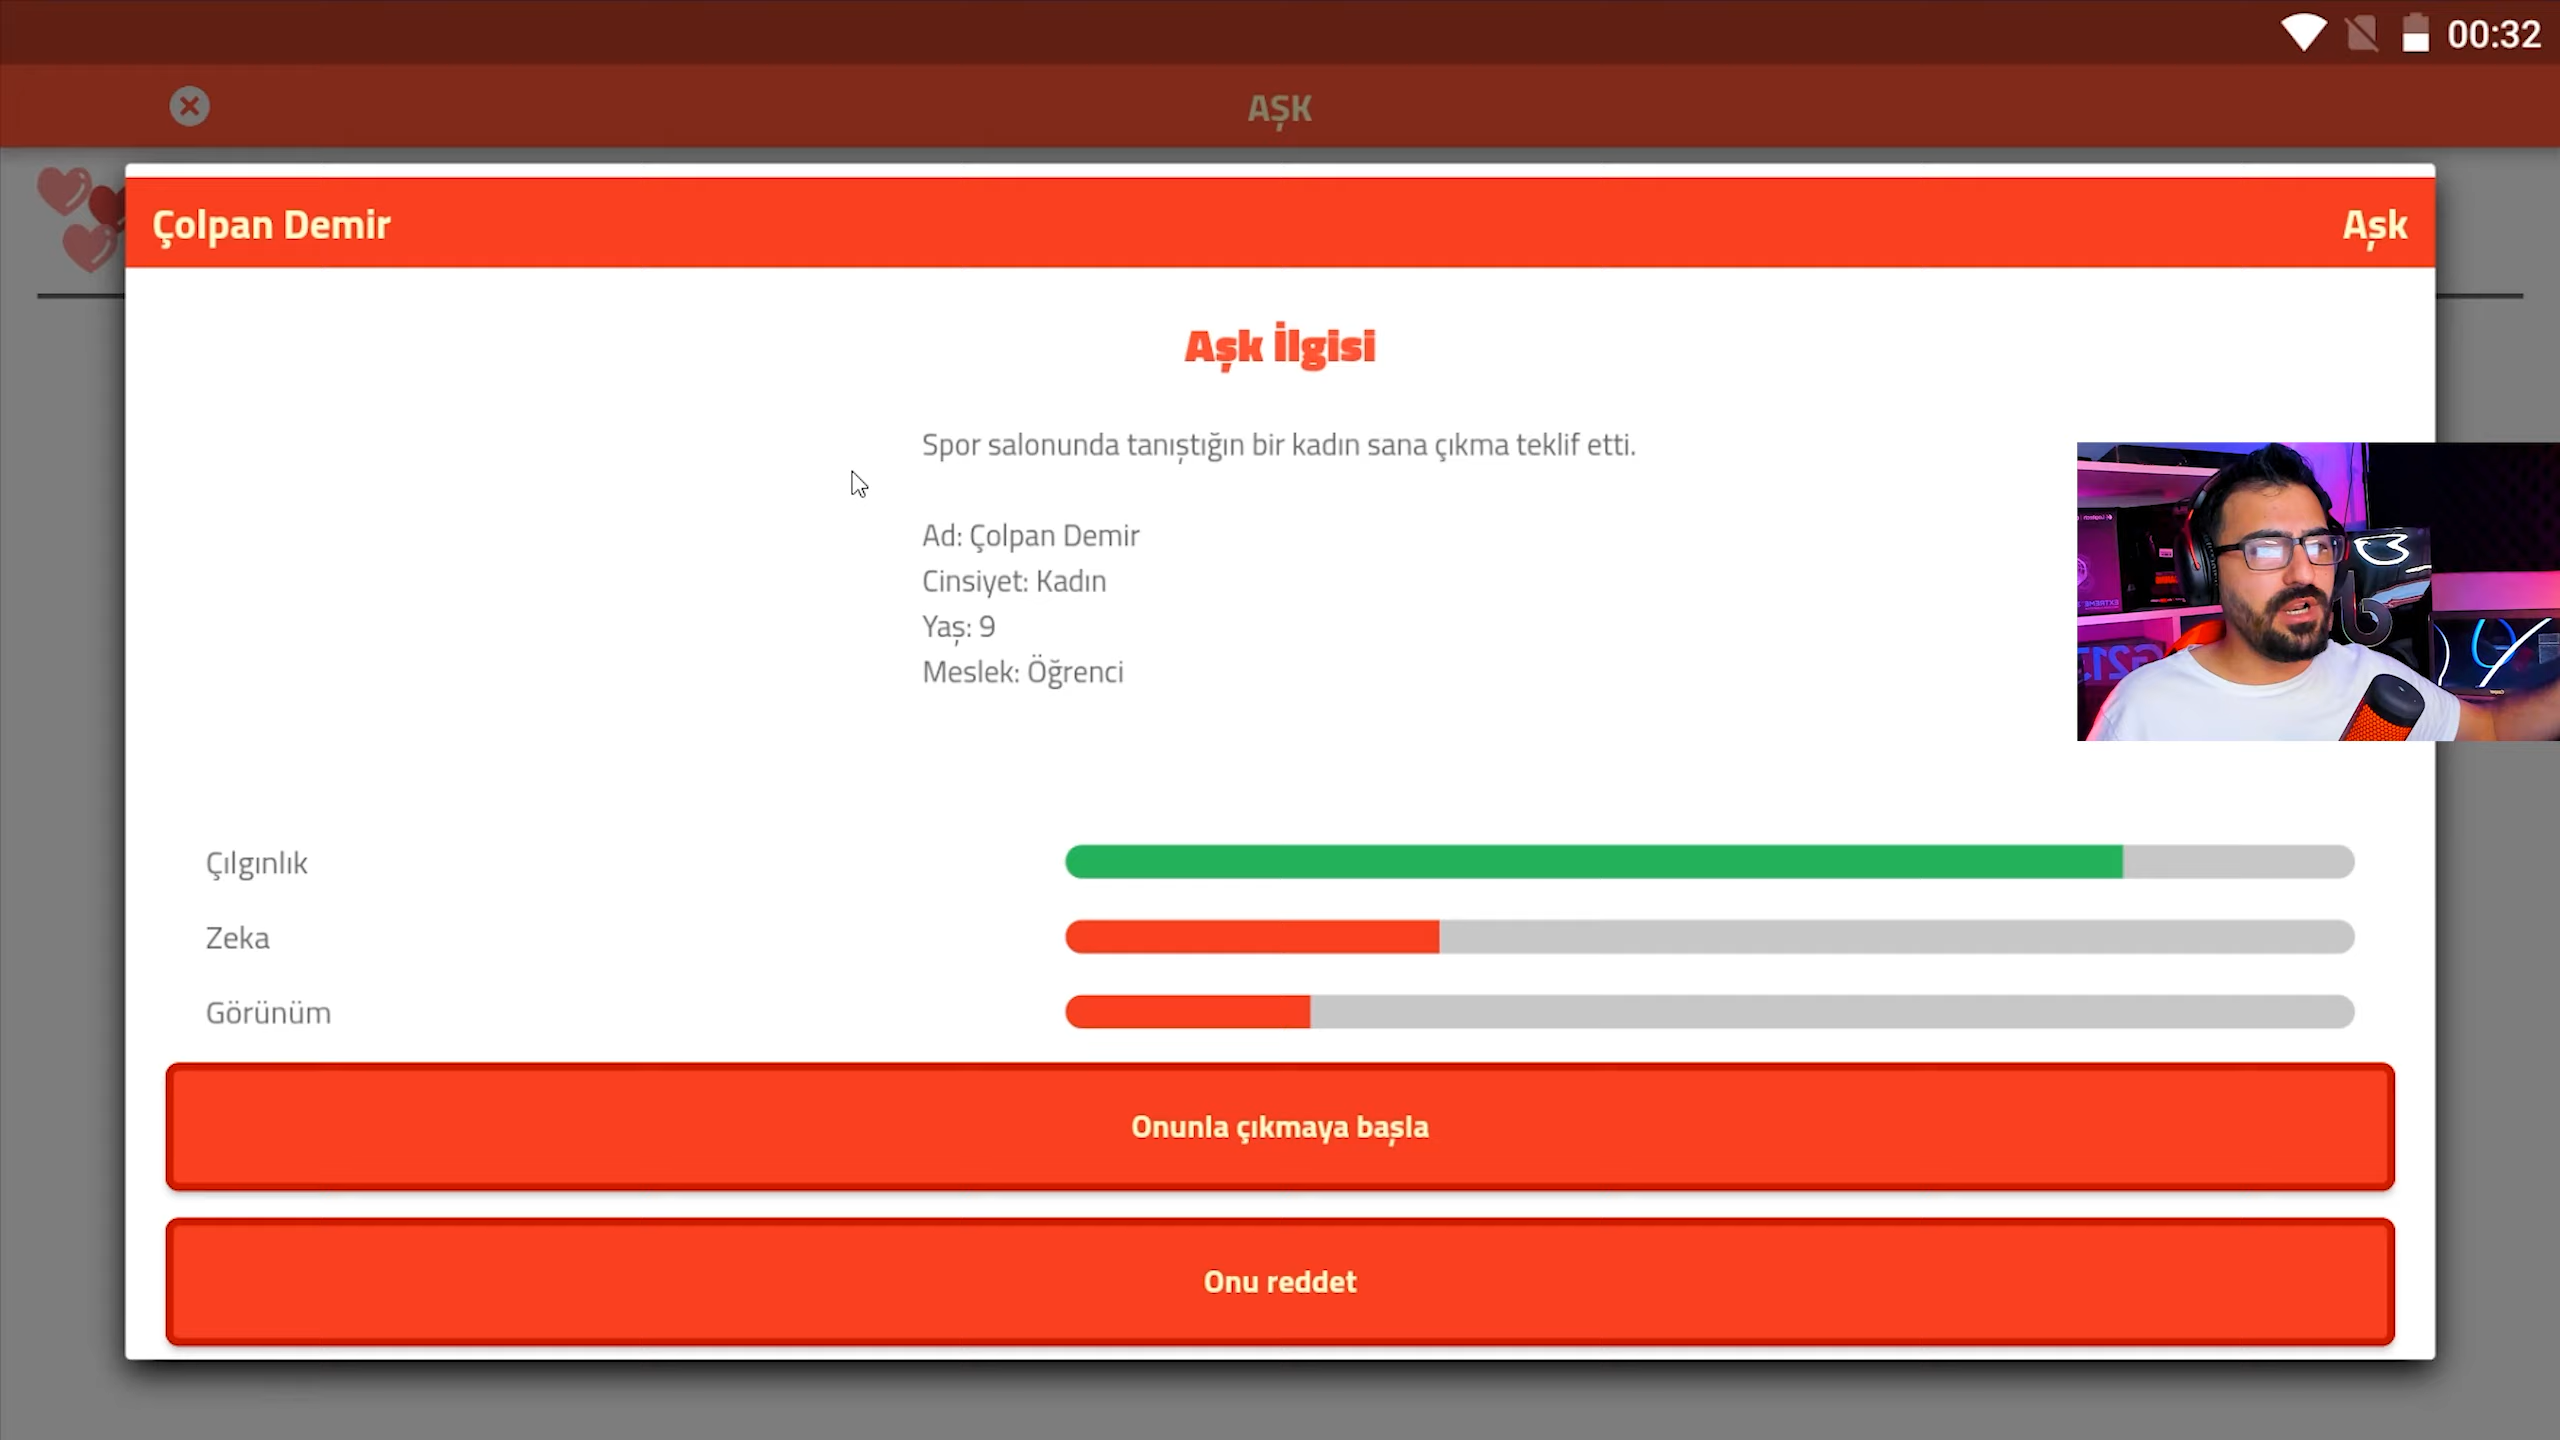 00:32
AŞK
Çolpan Demir
Aşk
Aşk İlgisi
Spor salonunda tanıştığın bir kadın sana çıkma teklif etti.
Ad: Çolpan Demir
Cinsiyet: Kadın
Yaş: 9
Meslek: Öğrenci
Çılgınlık
Zeka
Görünüm
Onunla çıkmaya başla
Onu reddet